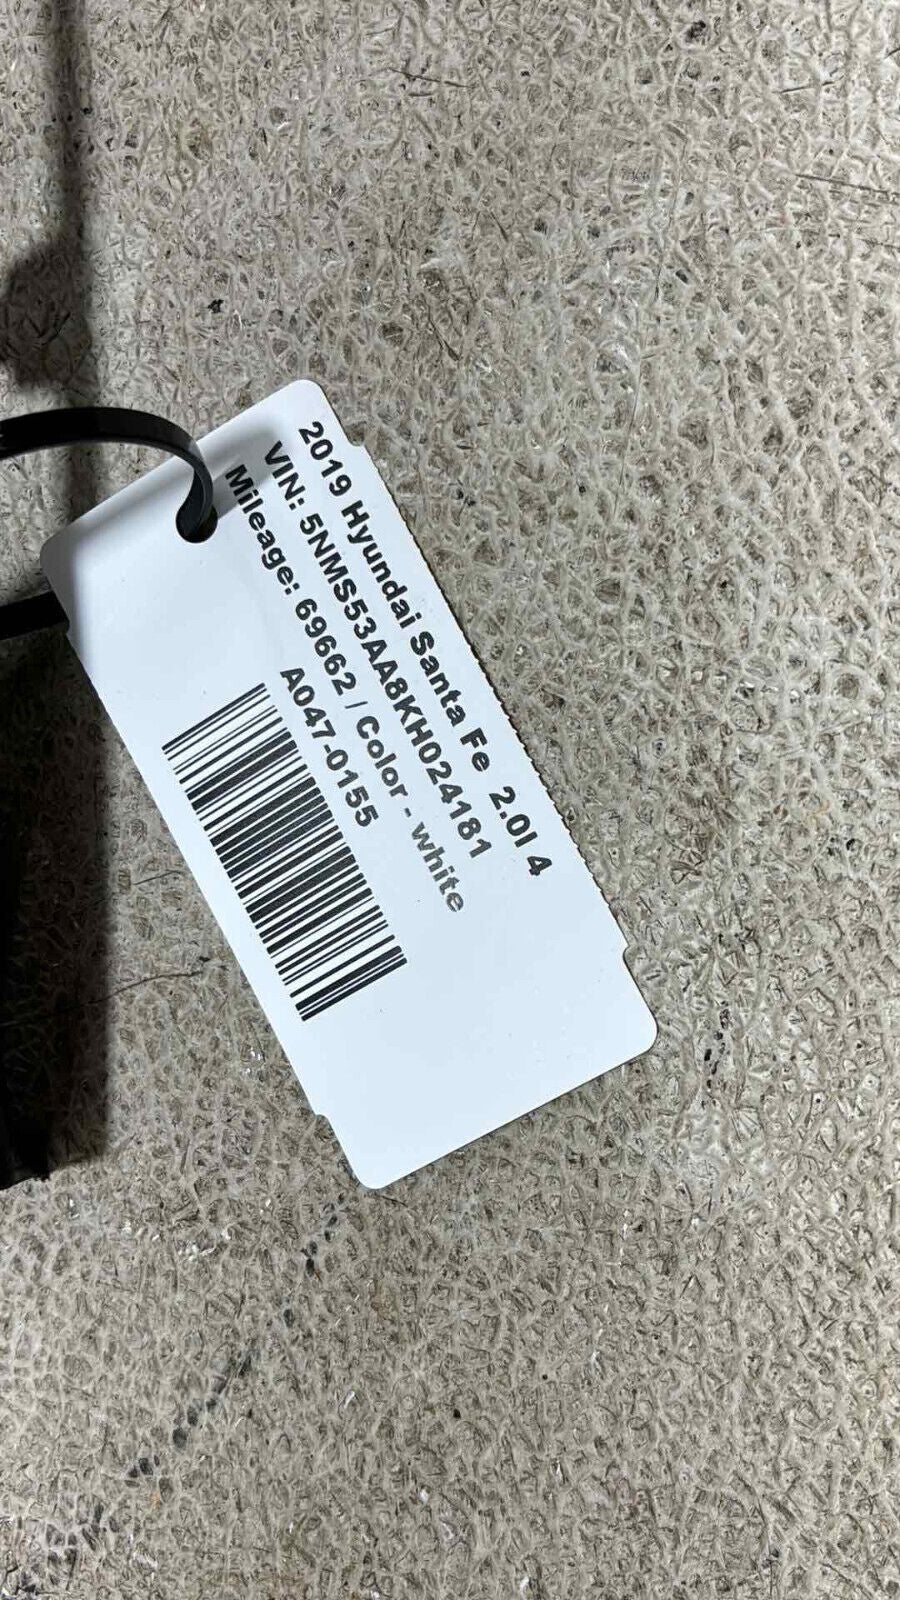 2019 Hyundai Santa Fe 2.0l 4
VIN: 5NMS53AA8KH024181
Mileage: 69662 / Color - white
A047-0155